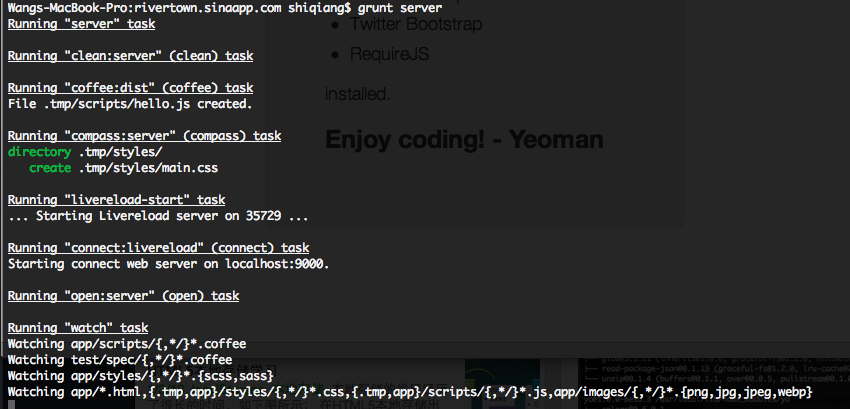 Wangs-MacBook-Pro:rivertown.sinaapp.com shiqiang$ grunt server
Running "server" task
Twitter Bootstrap
Running "clean:server" (clean) task
RequireJS
Running "coffee:dist" (coffee) task
installed.
File .tmp/scripts/hello.js created.
Running "compass:server" (compass) task
Enjoy coding! - Yeoman
directory .tmp/styles/
create .tmp/styles/main.css
Running "livereload-start" task
... Starting Livereload server on 35729 ...
Running "connect:livereload" (connect) task
Starting connect web server on localhost:9000.
Running "open:server" (open) task
Running "watch" task
Watching app/scripts/{,*/}*.coffee
Watching test/spec/{,*/}*.coffee
Watching app/styles/{,*/}*.{scss,sass}
Watching app/*.html,{.tmp,app}/styles/{,*/}*.css,{.tmp,app}/scripts/{,*/}*.js,app/images/{,*/}*.{png,jpg,jpeg,webp}